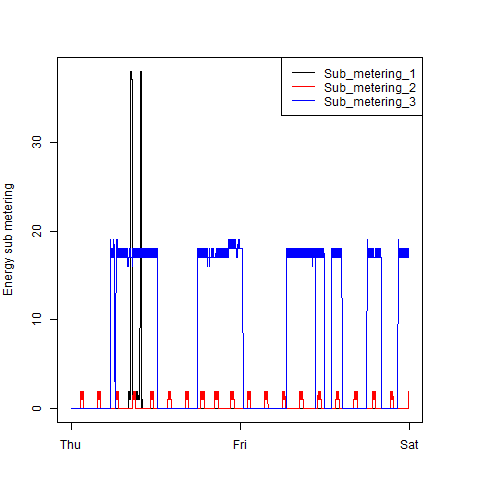 Sub_metering_1
Sub_metering_2
Sub_metering_3
Energy sub metering
30
20
10
0
Thu Fri Sat